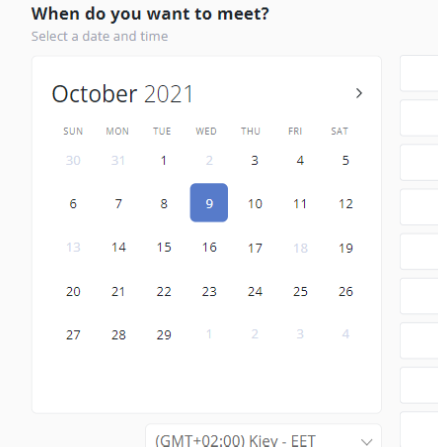 When do you want to meet?
Select a date and time
October 2021 >
SUN MON TUE WED THU FRI SAT
30 31 1 2 3 4 5
6 7 8 9 10 11 12
13 14 15 16 17 18 19
20 21 22 23 24 25 26
27 28 29 1 2 3 4
(GMT+02:00) Kiev - EET